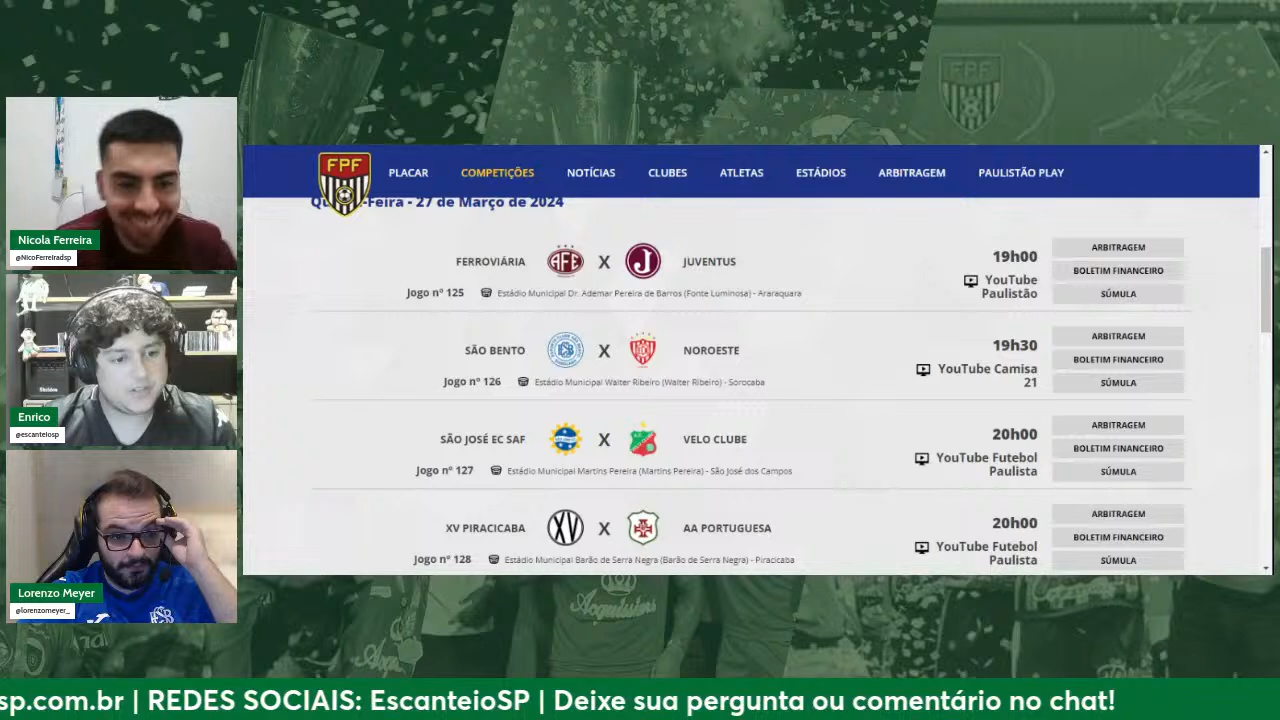 FPF
PLACAR
COMPETIÇÕES
NOTÍCIAS
CLUBES
ATLETAS
ESTÁDIOS
ARBITRAGEM
PAULISTÃO PLAY
-Feira - 27 de Março de 2024
FERROVIÁRIA AFE X J JUVENTUS
19h00
YouTube
Paulistão
Jogo nº 125 Estádio Municipal Dr. Ademar Pereira de Barros (Fonte Luminosa) - Araraquara
ARBITRAGEM
BOLETIM FINANCEIRO
SÚMULA
SÃO BENTO X NOROESTE
19h30
YouTube Camisa
21
Jogo nº 126 Estádio Municipal Walter Ribeiro (Walter Ribeiro) - Sorocaba
ARBITRAGEM
BOLETIM FINANCEIRO
SÚMULA
SÃO JOSÉ EC SAF X VELO CLUBE
20h00
YouTube Futebol
Paulista
Jogo nº 127 Estádio Municipal Martins Pereira (Martins Pereira) - São José dos Campos
ARBITRAGEM
BOLETIM FINANCEIRO
SÚMULA
XV PIRACICABA XV X AA PORTUGUESA
20h00
YouTube Futebol
Paulista
Jogo nº 128 Estádio Municipal Barão de Serra Negra (Barão de Serra Negra) - Piracicaba
ARBITRAGEM
BOLETIM FINANCEIRO
SÚMULA
Nicola Ferreira
@NicoFerreiradsp
Enrico
@escanteiosp
Lorenzo Meyer
@lorenzomeyer_
FPF
sp.com.br | REDES SOCIAIS: EscanteioSP | Deixe sua pergunta ou comentário no chat!